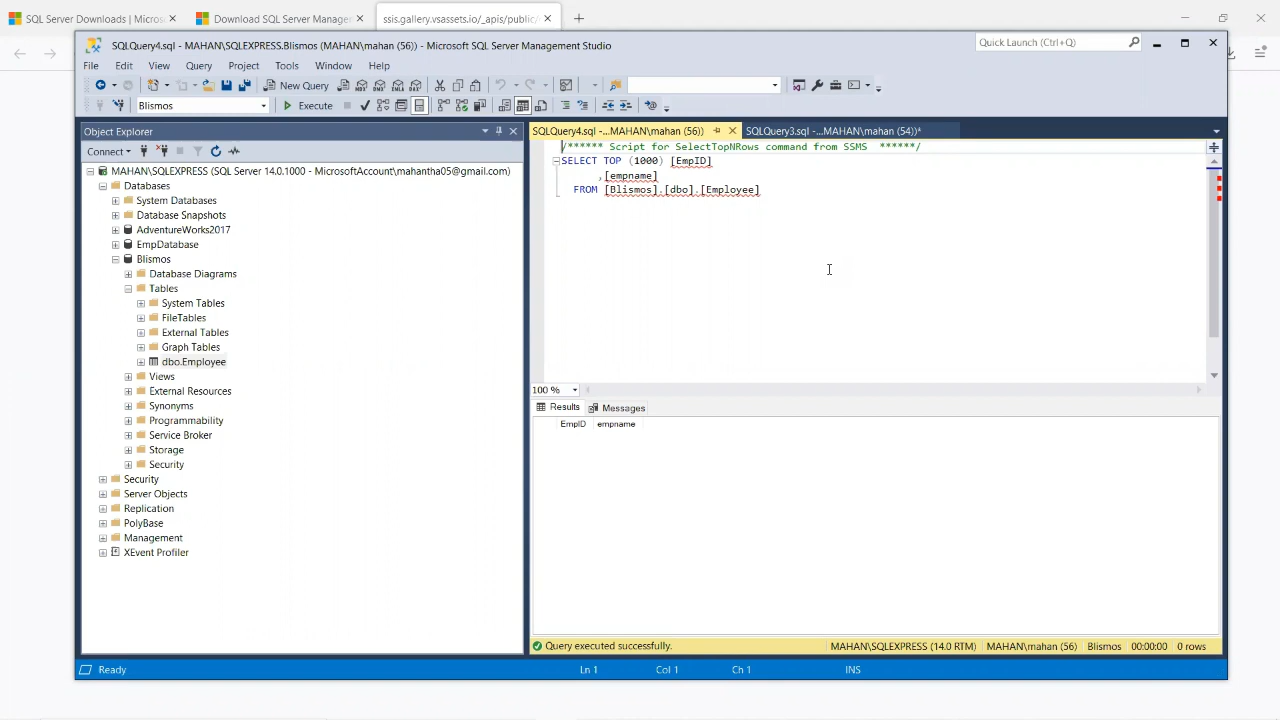 SQL Server Downloads | Micros
Download SQL Server Manager
ssis.gallery.vsassets.io/_apis/public/
SQLQuery4.sql - MAHAN\SQLEXPRESS.Blismos (MAHAN\mahan (56)) - Microsoft SQL Server Management Studio
Quick Launch (Ctrl+Q)
File Edit View Query Project Tools Window Help
New Query
MDX DMX XMLA DAX
Blismos
Execute
Object Explorer
Connect
MAHAN\SQLEXPRESS (SQL Server 14.0.1000 - MicrosoftAccount\mahantha05@gmail.com)
Databases
System Databases
Database Snapshots
AdventureWorks2017
EmpDatabase
Blismos
Database Diagrams
Tables
System Tables
FileTables
External Tables
Graph Tables
dbo.Employee
Views
External Resources
Synonyms
Programmability
Service Broker
Storage
Security
Security
Server Objects
Replication
PolyBase
Management
XEvent Profiler
SQLQuery4.sql -...MAHAN\mahan (56))
SQLQuery3.sql -...MAHAN\mahan (54))*
/****** Script for SelectTopNRows command from SSMS ******/
SELECT TOP (1000) [EmpID]
,[empname]
FROM [Blismos].[dbo].[Employee]
100 %
Results Messages
EmpID empname
Query executed successfully.
MAHAN\SQLEXPRESS (14.0 RTM) MAHAN\mahan (56) Blismos 00:00:00 0 rows
Ready Ln 1 Col 1 Ch 1 INS